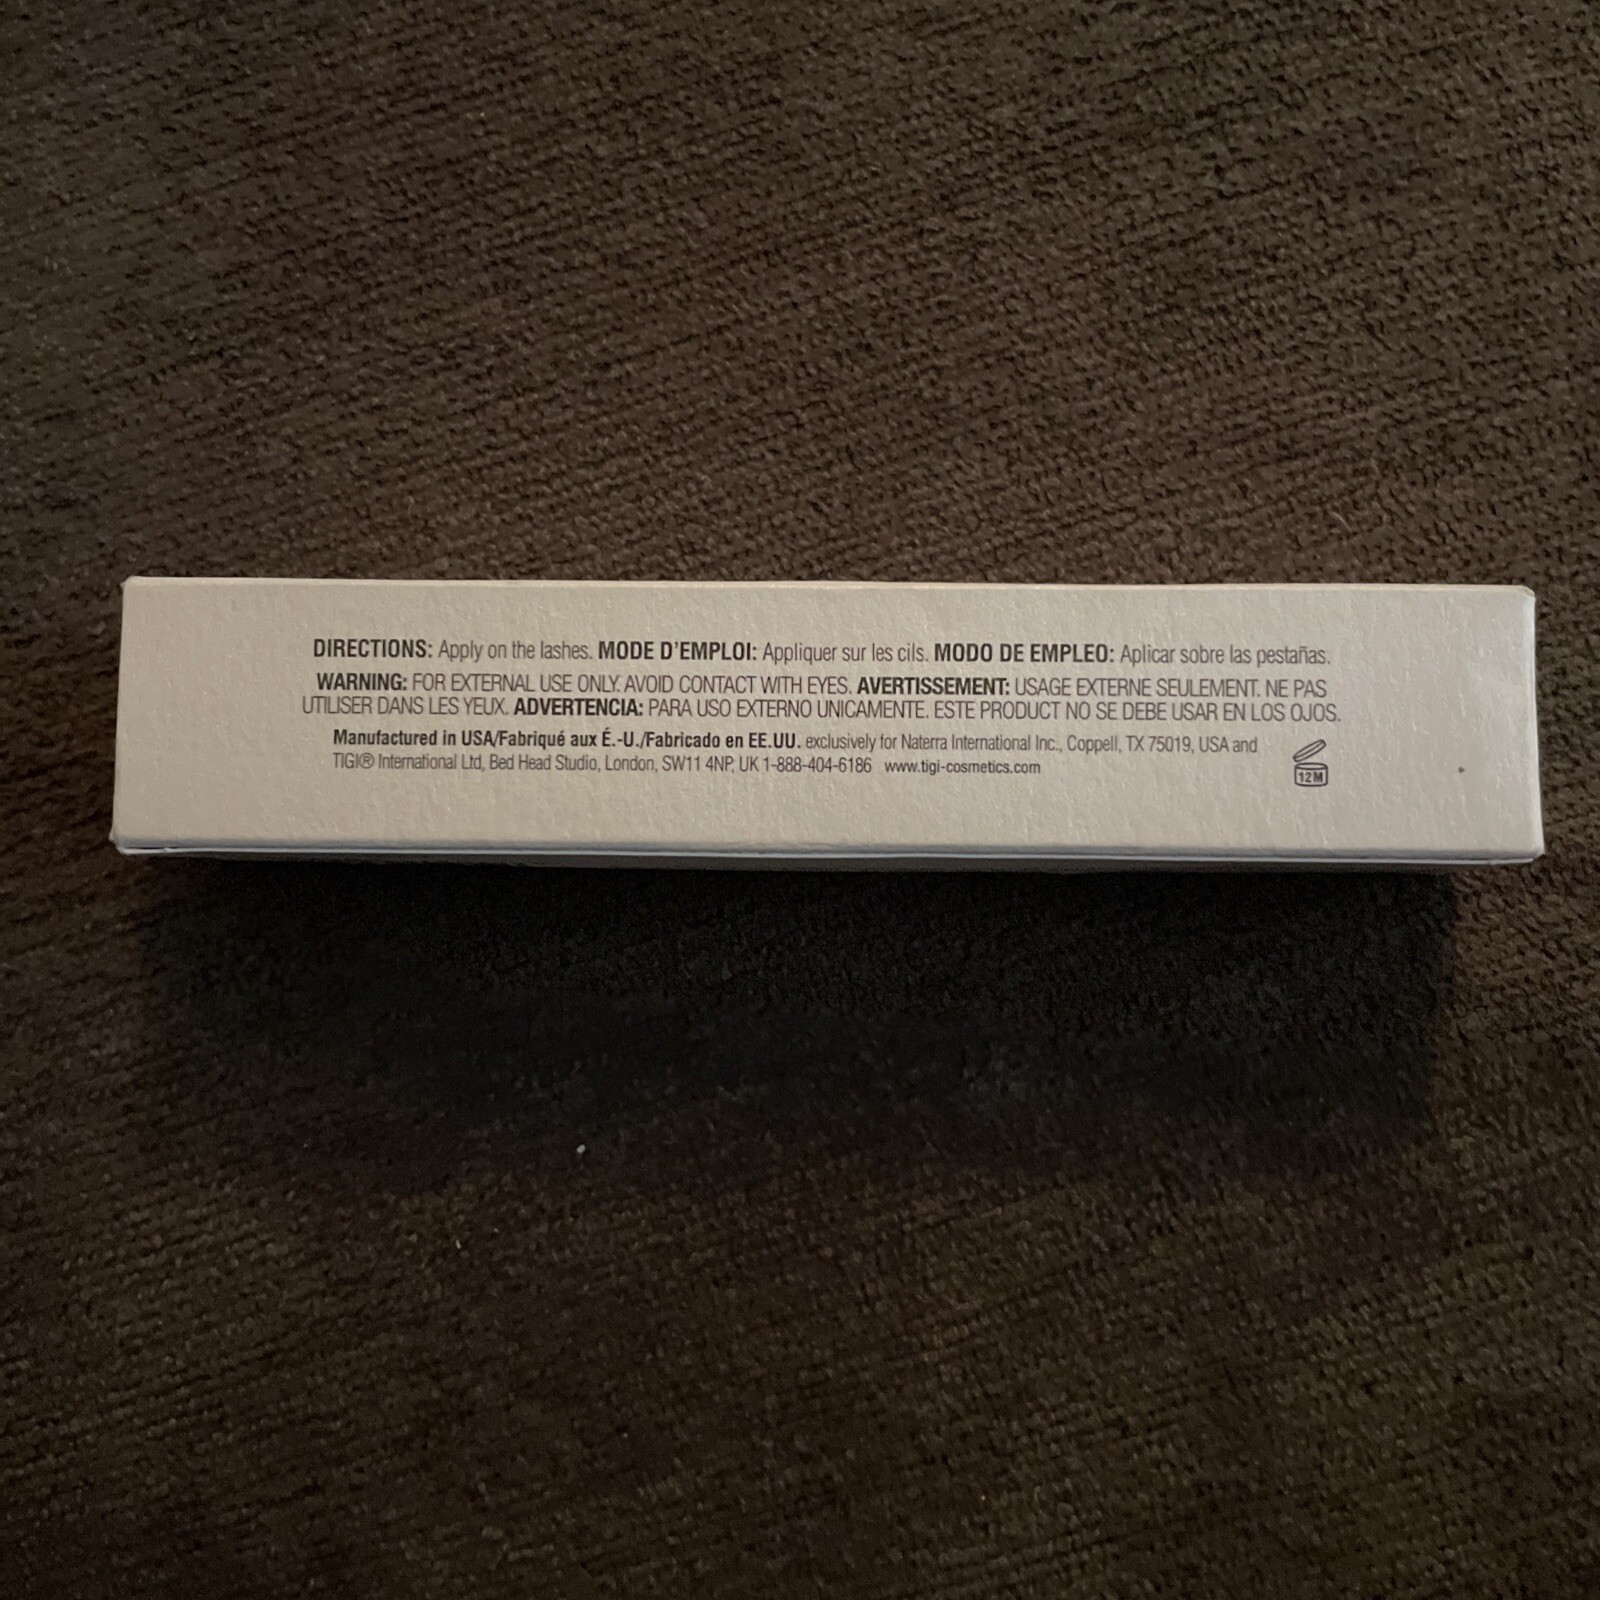 DIRECTIONS: Apply on the lashes. MODE D'EMPLOI: Appliquer sur les cils. MODO DE EMPLEO: Aplicar sobre las pestañas.
WARNING: FOR EXTERNAL USE ONLY. AVOID CONTACT WITH EYES. AVERTISSEMENT: USAGE EXTERNE SEULEMENT. NE PAS
UTILISER DANS LES YEUX. ADVERTENCIA: PARA USO EXTERNO UNICAMENTE. ESTE PRODUCT NO SE DEBE USAR EN LOS OJOS.
Manufactured in USA/Fabriqué aux É.-U./Fabricado en EE.UU. exclusively for Naterra International Inc., Coppell, TX 75019, USA and
TIGI® International Ltd, Bed Head Studio, London, SW11 4NP, UK 1-888-404-6186 www.tigi-cosmetics.com
12M